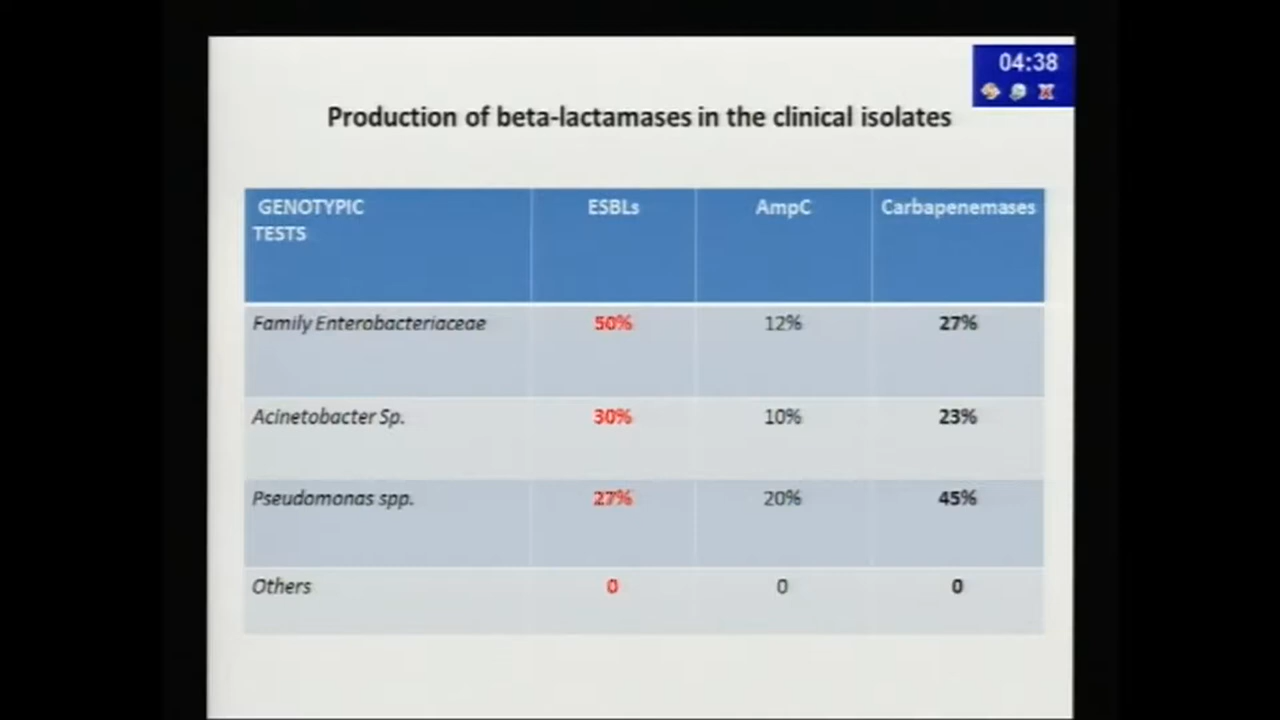 04:38
Production of beta-lactamases in the clinical isolates
GENOTYPIC TESTS ESBLs AmpC Carbapenemases
Family Enterobacteriaceae 50% 12% 27%
Acinetobacter Sp. 30% 10% 23%
Pseudomonas spp. 27% 20% 45%
Others 0 0 0